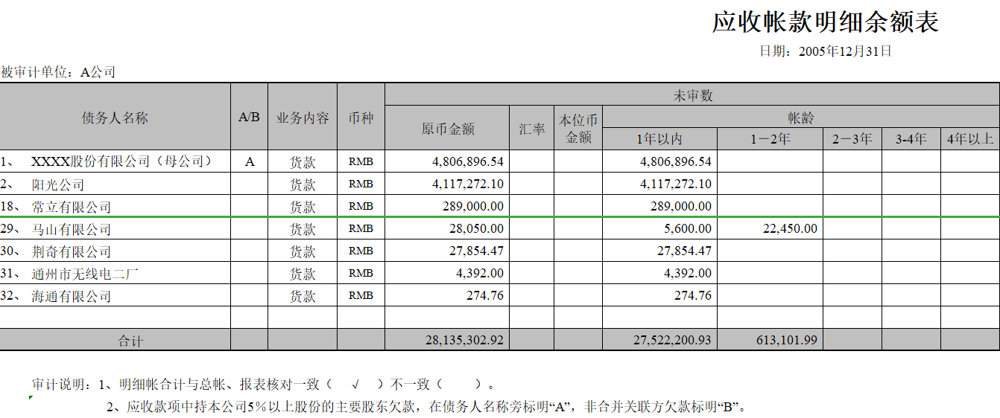 应收帐款明细余额表
日期：2005年12月31日
被审计单位：A公司
债务人名称 A/B 业务内容 币种 未审数
原币金额 汇率 本位币金额 帐龄
1年以内 1－2年 2－3年 3-4年 4年以上
1、 XXXX股份有限公司（母公司） A 货款 RMB 4,806,896.54 4,806,896.54
2、 阳光公司 货款 RMB 4,117,272.10 4,117,272.10
18、 常立有限公司 货款 RMB 289,000.00 289,000.00
29、 马山有限公司 货款 RMB 28,050.00 5,600.00 22,450.00
30、 荆奇有限公司 货款 RMB 27,854.47 27,854.47
31、 通州市无线电二厂 货款 RMB 4,392.00 4,392.00
32、 海通有限公司 货款 RMB 274.76 274.76
合计 28,135,302.92 27,522,200.93 613,101.99
审计说明：1、明细帐合计与总帐、报表核对一致（ √ ）不一致（ ）。
2、应收款项中持本公司5％以上股份的主要股东欠款，在债务人名称旁标明“A”，非合并关联方欠款标明“B”。